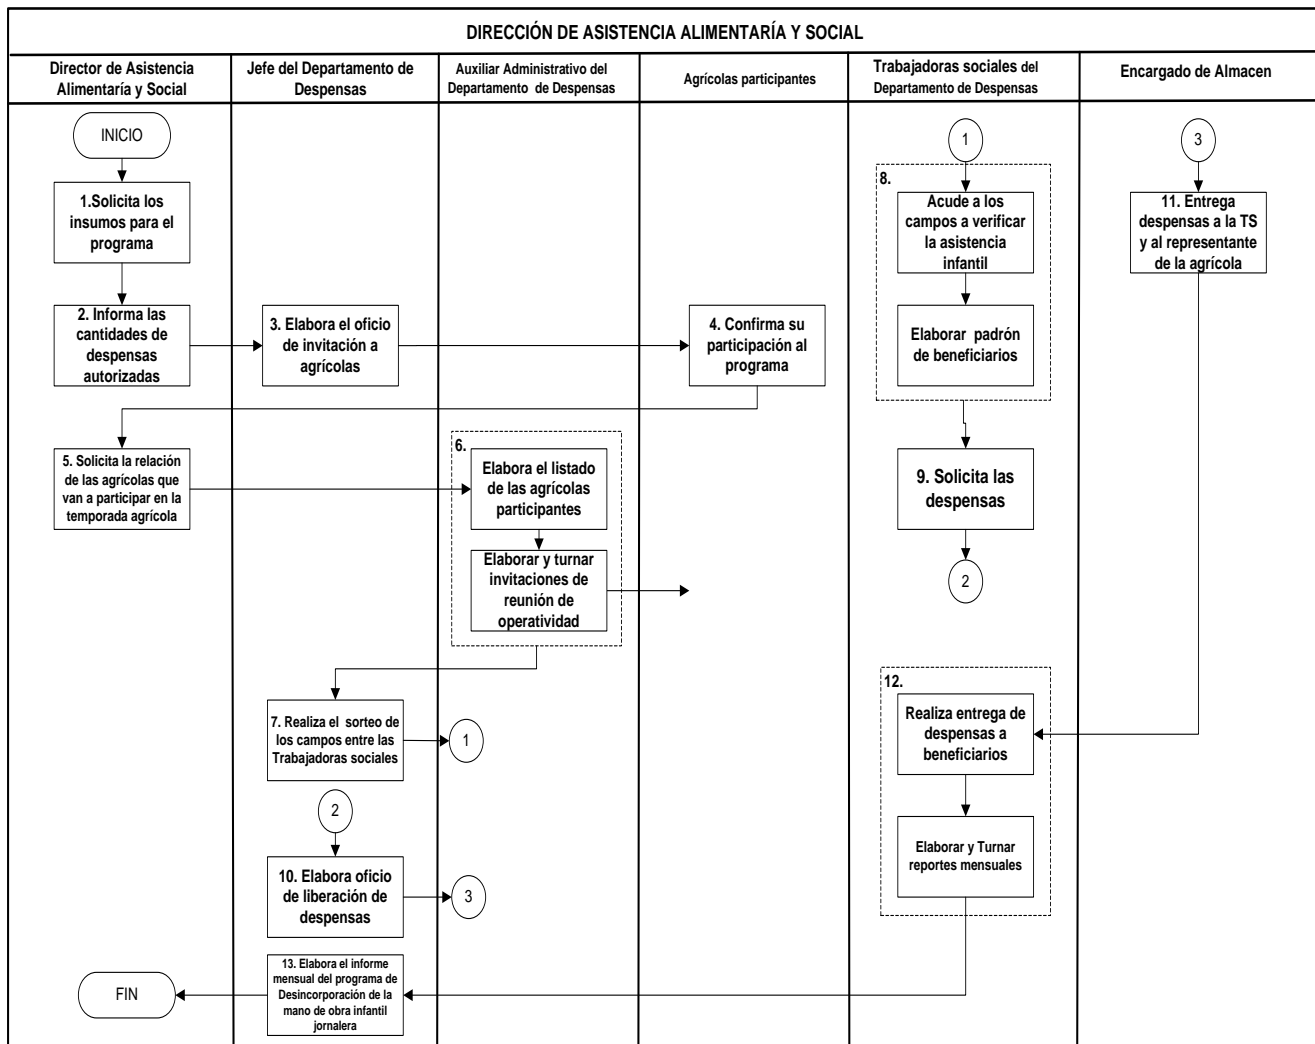 DIRECCIÓN DE ASISTENCIA ALIMENTARÍA Y SOCIAL
Director de Asistencia
Alimentaría y Social
Jefe del Departamento de
Despensas
Auxiliar Administrativo del
Departamento de Despensas
Agrícolas participantes
Trabajadoras sociales del
Departamento de Despensas
Encargado de Almacen
INICIO
1.Solicita los
insumos para el
programa
2. Informa las
cantidades de
despensas
autorizadas
3. Elabora el oficio
de invitación a
agrícolas
4. Confirma su
participación al
programa
5. Solicita la relación
de las agrícolas que
van a participar en la
temporada agrícola
6.
Elabora el listado
de las agrícolas
participantes
Elaborar y turnar
invitaciones de
reunión de
operatividad
7. Realiza el sorteo de
los campos entre las
Trabajadoras sociales
1
1
8.
Acude a los
campos a verificar
la asistencia
infantil
Elaborar padrón
de beneficiarios
9. Solicita las
despensas
2
2
10. Elabora oficio
de liberación de
despensas
3
3
11. Entrega
despensas a la TS
y al representante
de la agrícola
12.
Realiza entrega de
despensas a
beneficiarios
Elaborar y Turnar
reportes mensuales
13. Elabora el informe
mensual del programa de
Desincorporación de la
mano de obra infantil
jornalera
FIN